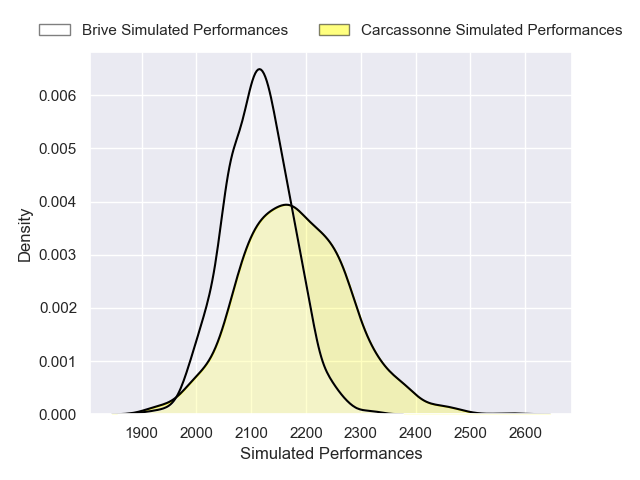 Brive Simulated Performances
Carcassonne Simulated Performances
0.006
0.005
0.004
0.003
0.002
0.001
0.000
Density
1900 2000 2100 2200 2300 2400 2500 2600
Simulated Performances